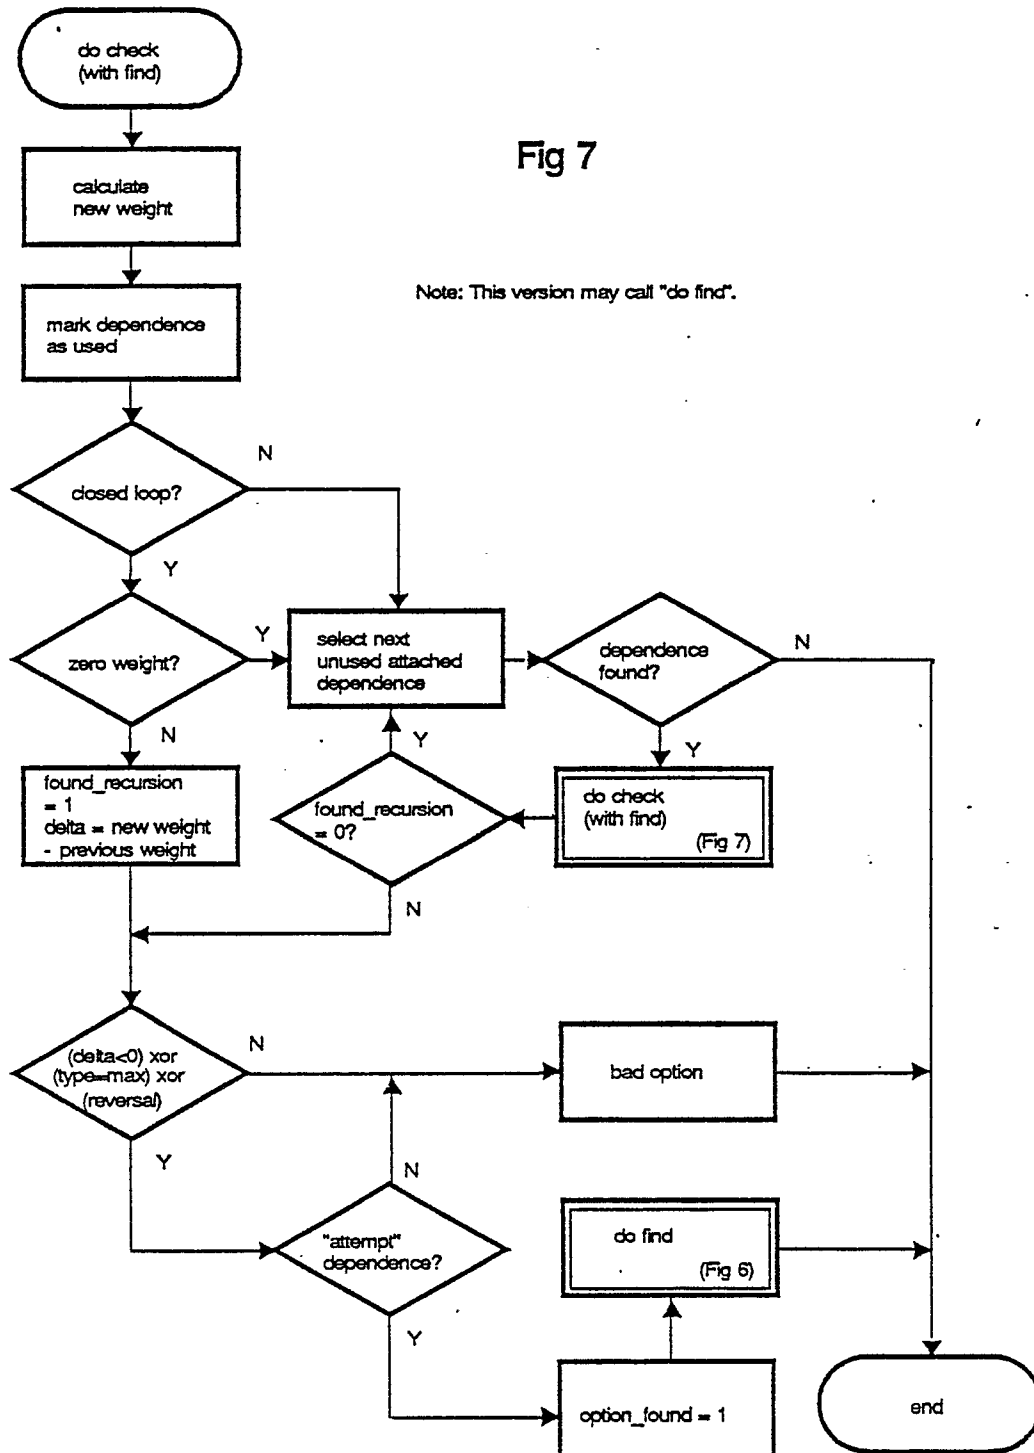 do check
(with find)
Fig 7
calculate
new weight
Note: This version may call "do find".
mark dependence
as used
closed loop?
N
Y
zero weight?
Y
N
select next
unused attached
dependence
dependence
found?
N
Y
found_recursion
= 1
delta = new weight
- previous weight
found_recursion
= 0?
Y
N
do check
(with find)
(Fig 7)
(delta<0) xor
(type=max) xor
(reversal)
N
Y
bad option
"attempt"
dependence?
N
Y
do find
(Fig 6)
option_found = 1
end